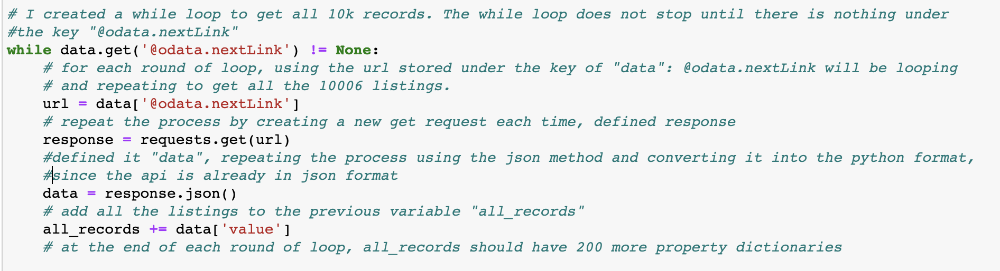 # I created a while loop to get all 10k records. The while loop does not stop until there is nothing under
#the key "@odata.nextLink"
while data.get('@odata.nextLink') != None:
# for each round of loop, using the url stored under the key of "data": @odata.nextLink will be looping
# and repeating to get all the 10006 listings.
url = data['@odata.nextLink']
# repeat the process by creating a new get request each time, defined response
response = requests.get(url)
#defined it "data", repeating the process using the json method and converting it into the python format,
#since the api is already in json format
data = response.json()
# add all the listings to the previous variable "all_records"
all_records += data['value']
# at the end of each round of loop, all_records should have 200 more property dictionaries